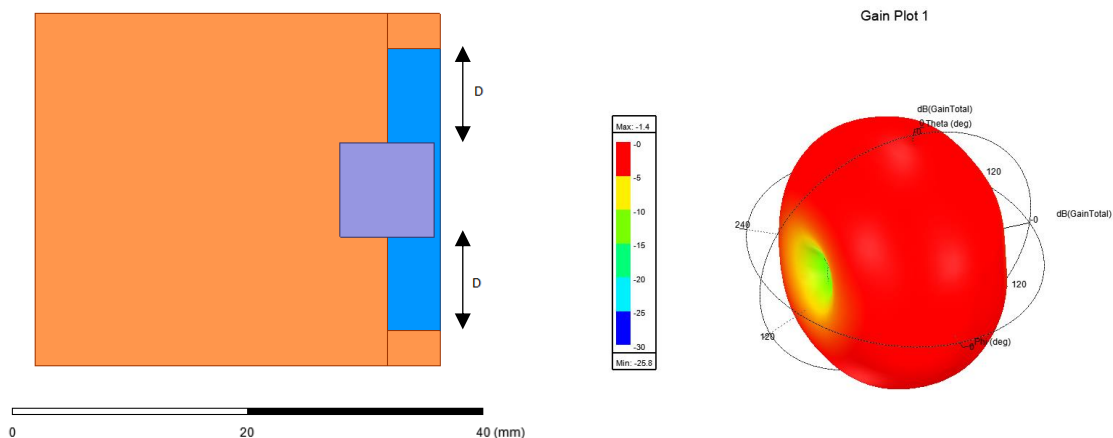 D
D
0
20
40 (mm)
Gain Plot 1
Max: -1.4
-0
-5
-10
-15
-20
-25
-30
Min: -25.8
dB(GainTotal)
Theta (deg)
120
240
-0
dB(GainTotal)
120
120
(deg)